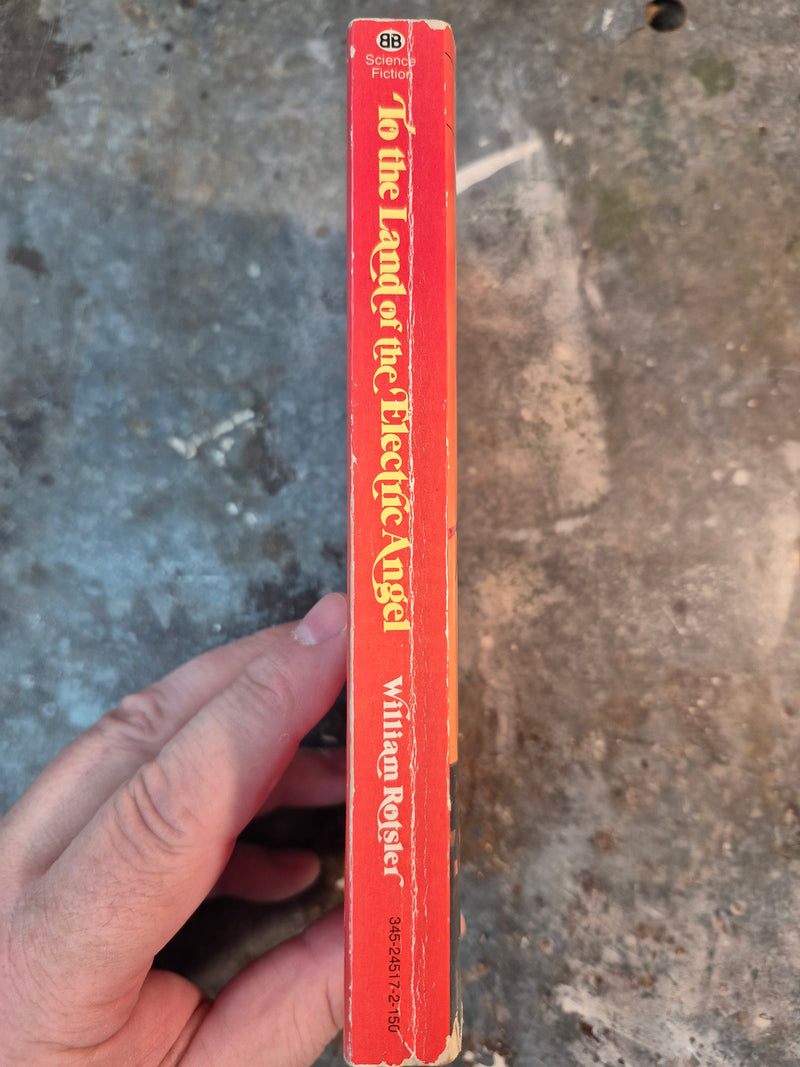 BB
Science
Fiction
To the Land of the Electric Angel
William Rotsler
345-24517-2-150